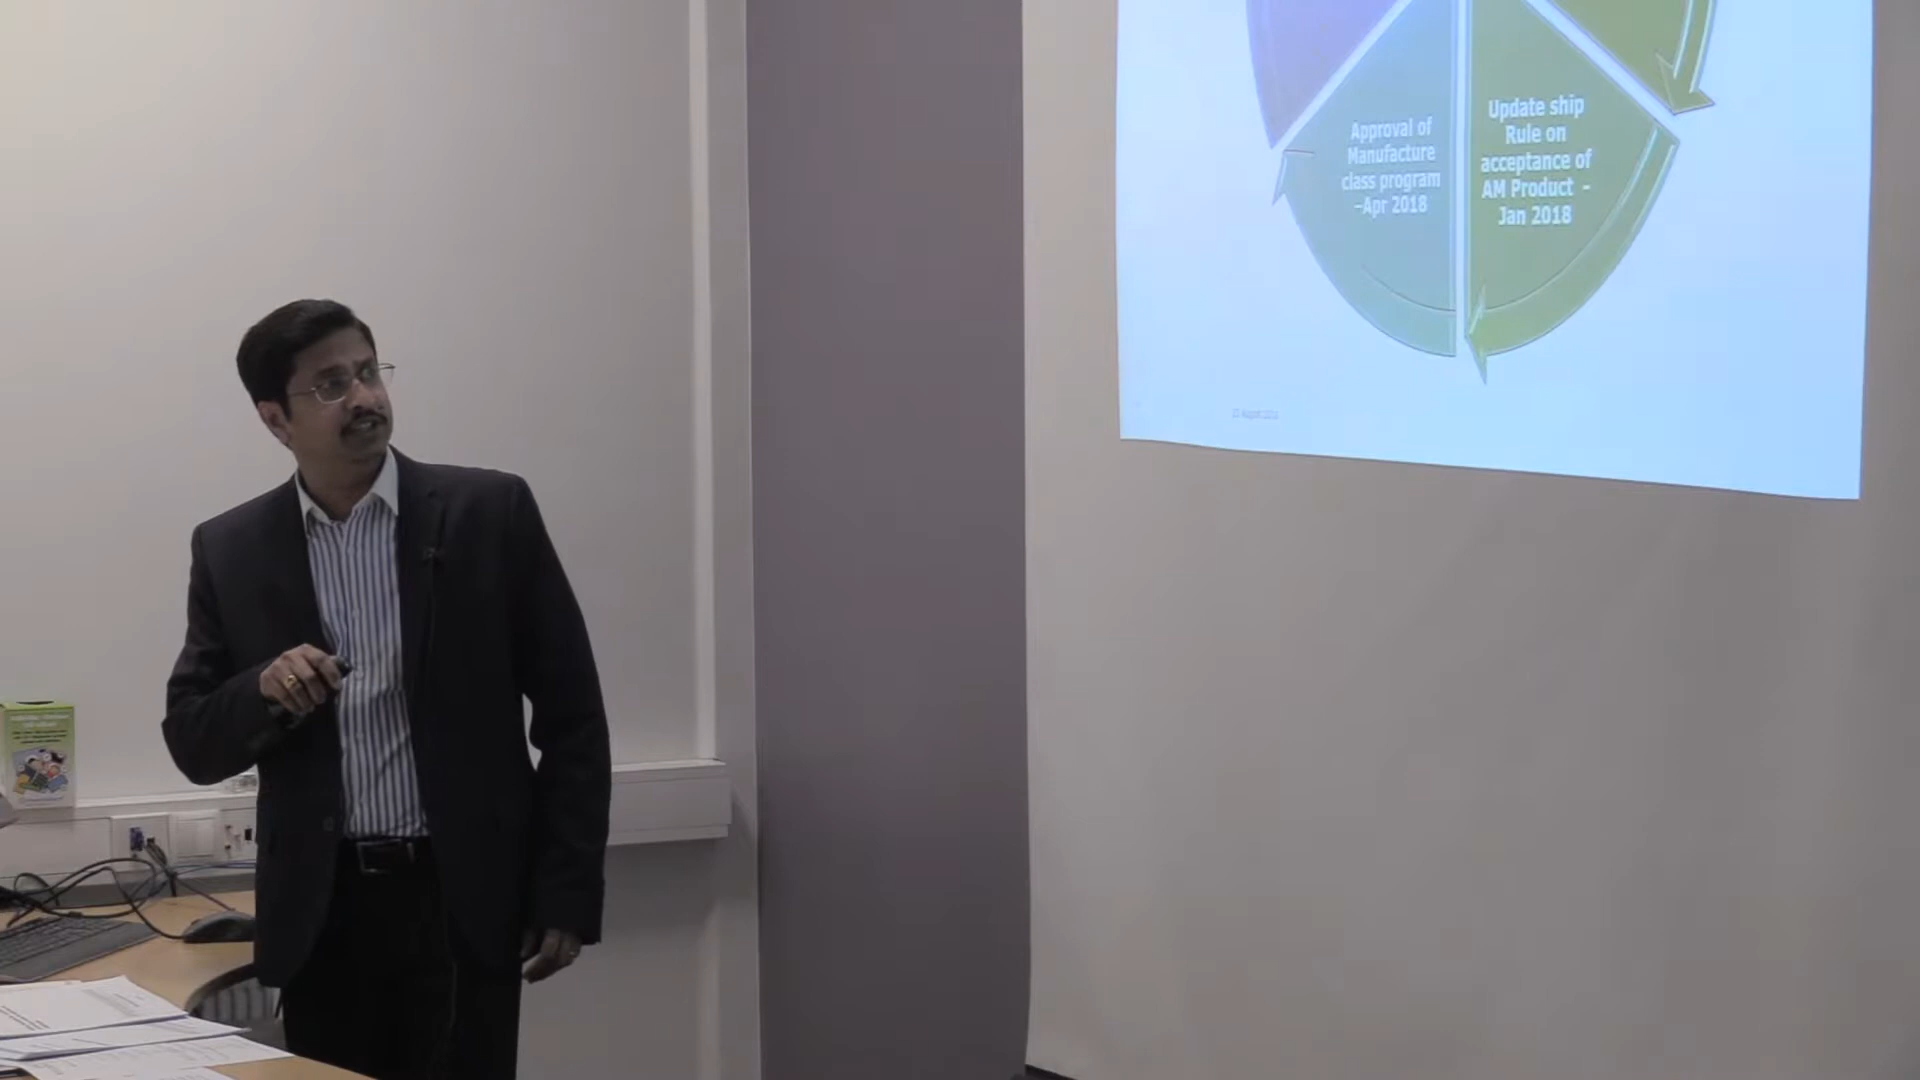 Approval of
Manufacture
class program
–Apr 2018
Update ship
Rule on
acceptance of
AM Product -
Jan 2018